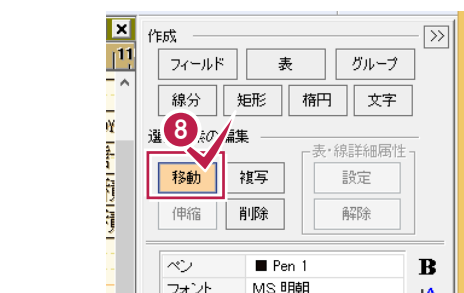 作成
>>
フィールド 表 グループ
線分 矩形 楕円 文字
8
編集
表・線詳細属性
移動 複写 設定
伸縮 削除 解除
ペン ■ Pen 1 B
フォント MS 明朝